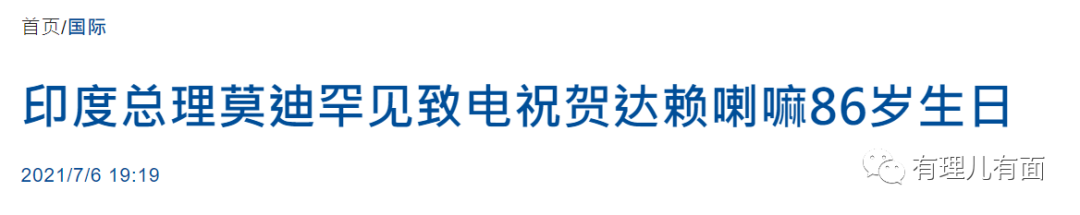 首页/国际
印度总理莫迪罕见致电祝贺达赖喇嘛86岁生日
2021/7/6 19:19
有理儿有面